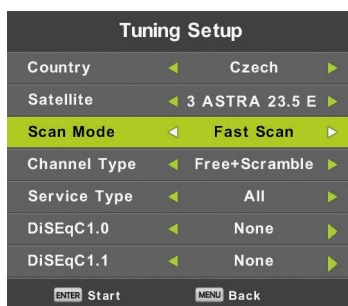 Tuning Setup
Country Czech
Satellite 3 ASTRA 23.5 E
Scan Mode Fast Scan
Channel Type Free+Scramble
Service Type All
DiSEqC1.0 None
DiSEqC1.1 None
ENTER Start MENU Back